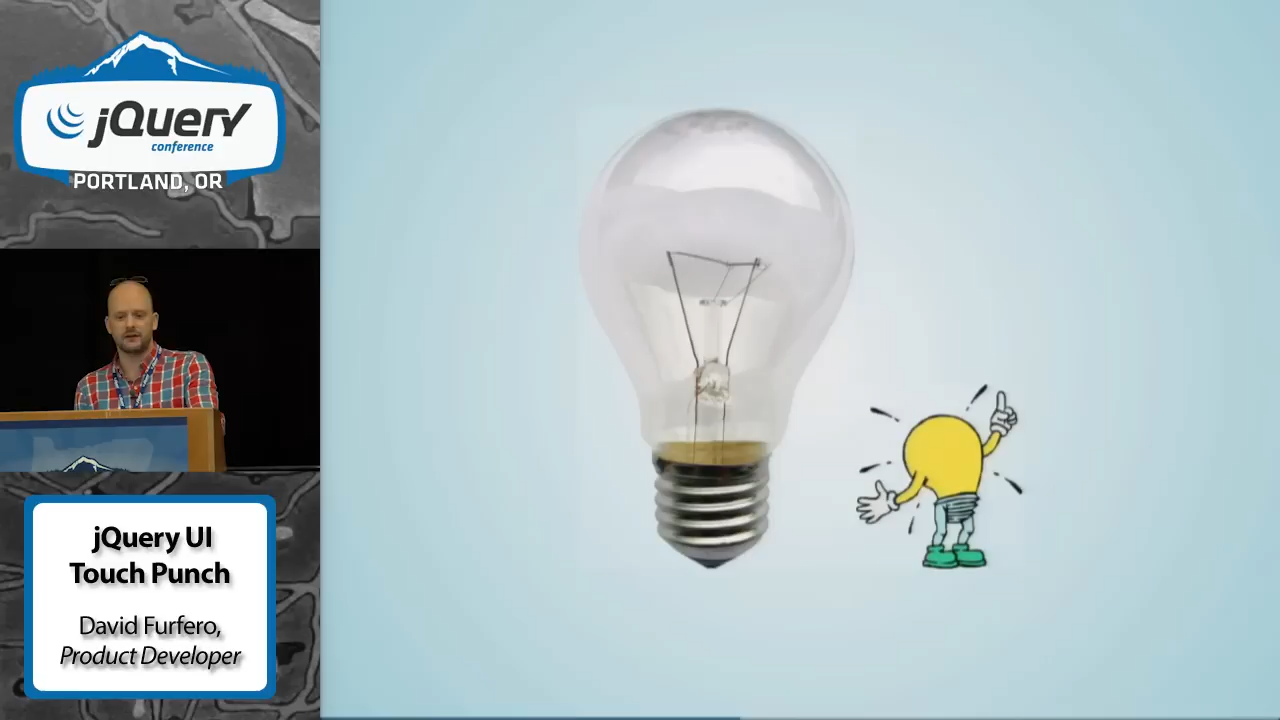 jQuery
conference
PORTLAND, OR
jQuery UI
Touch Punch
David Furfero,
Product Developer